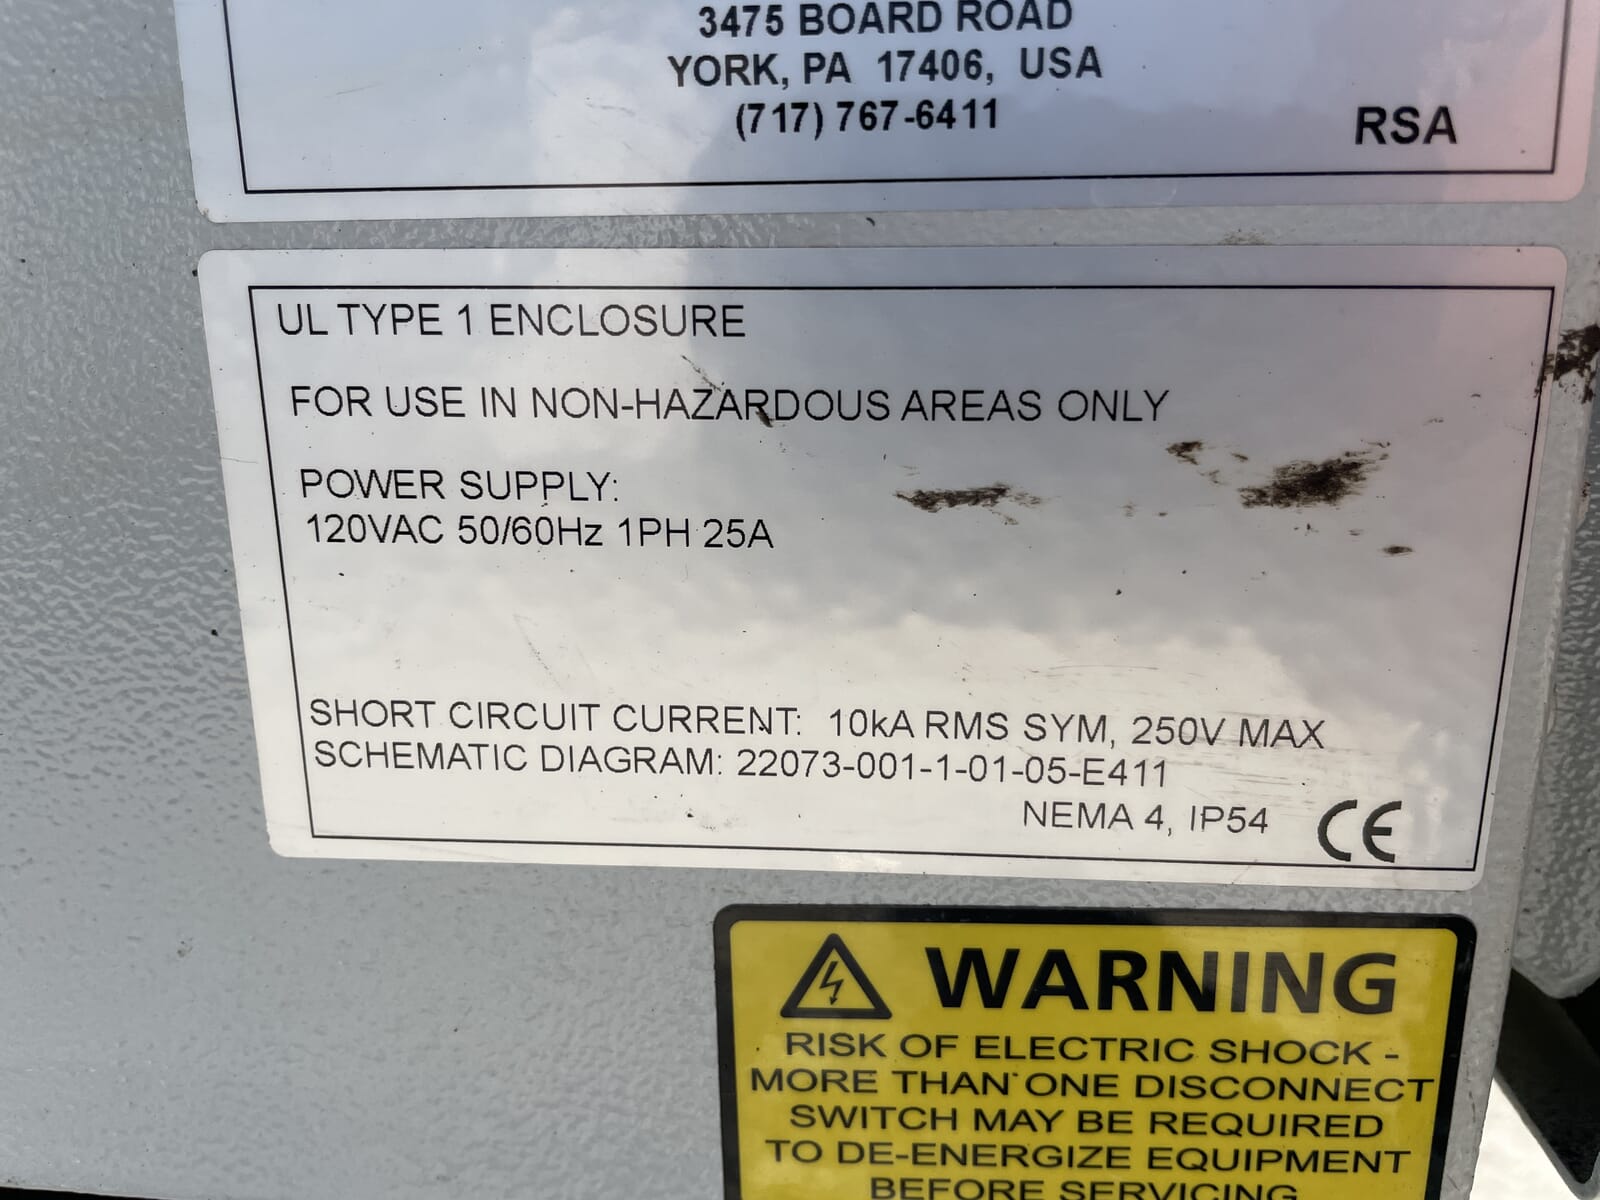 3475 BOARD ROAD
YORK, PA 17406, USA
(717) 767-6411
RSA
UL TYPE 1 ENCLOSURE
FOR USE IN NON-HAZARDOUS AREAS ONLY
POWER SUPPLY:
120VAC 50/60Hz 1PH 25A
SHORT CIRCUIT CURRENT: 10kA RMS SYM, 250V MAX
SCHEMATIC DIAGRAM: 22073-001-1-01-05-E411
NEMA 4, IP54 CE
WARNING
RISK OF ELECTRIC SHOCK -
MORE THAN ONE DISCONNECT
SWITCH MAY BE REQUIRED
TO DE-ENERGIZE EQUIPMENT
BEFORE SERVICING